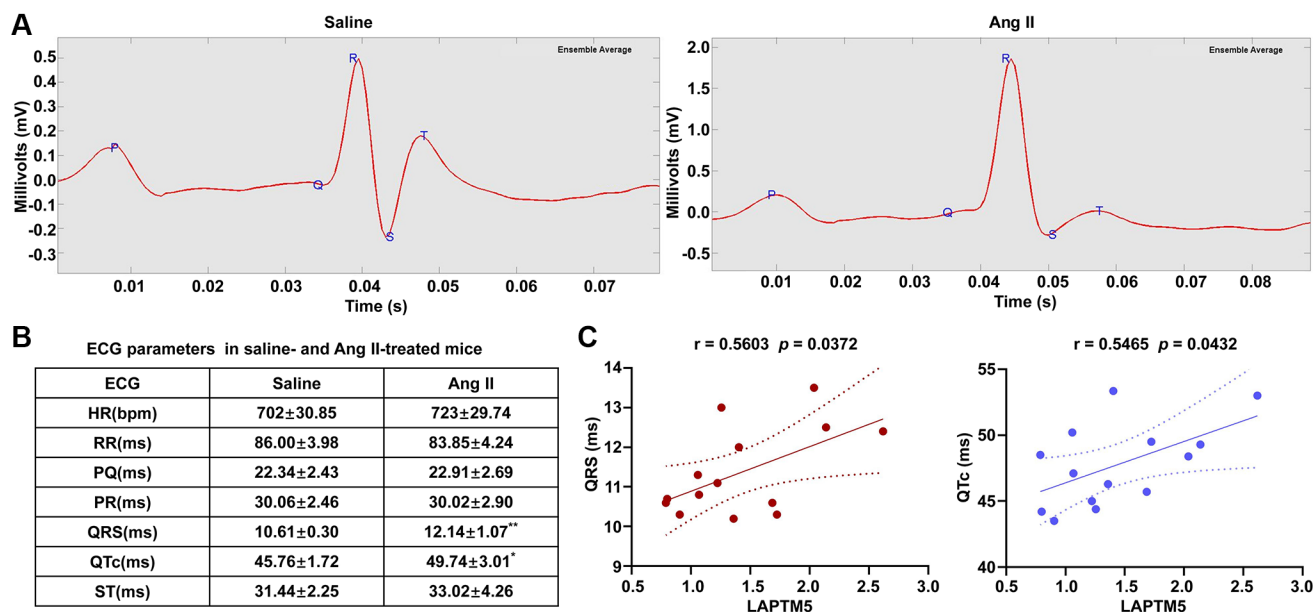 A
Saline
Ensemble Average
Millivolts (mV)
0.5
0.4
0.3
0.2
0.1
0.0
-0.1
-0.2
-0.3
P
Q
R
S
T
0.01 0.02 0.03 0.04 0.05 0.06 0.07
Time (s)
Ang II
Ensemble Average
Millivolts (mV)
2.0
1.5
1.0
0.5
0.0
-0.5
P
Q
R
S
T
0.01 0.02 0.03 0.04 0.05 0.06 0.07 0.08
Time (s)
B
ECG parameters in saline- and Ang II-treated mice
ECG Saline Ang II
HR(bpm) 702±30.85 723±29.74
RR(ms) 86.00±3.98 83.85±4.24
PQ(ms) 22.34±2.43 22.91±2.69
PR(ms) 30.06±2.46 30.02±2.90
QRS(ms) 10.61±0.30 12.14±1.07**
QTc(ms) 45.76±1.72 49.74±3.01*
ST(ms) 31.44±2.25 33.02±4.26
C
r = 0.5603 p = 0.0372
QRS (ms)
14
13
12
11
10
9
0.5 1.0 1.5 2.0 2.5 3.0
LAPTM5
r = 0.5465 p = 0.0432
QTc (ms)
55
50
45
40
0.5 1.0 1.5 2.0 2.5 3.0
LAPTM5